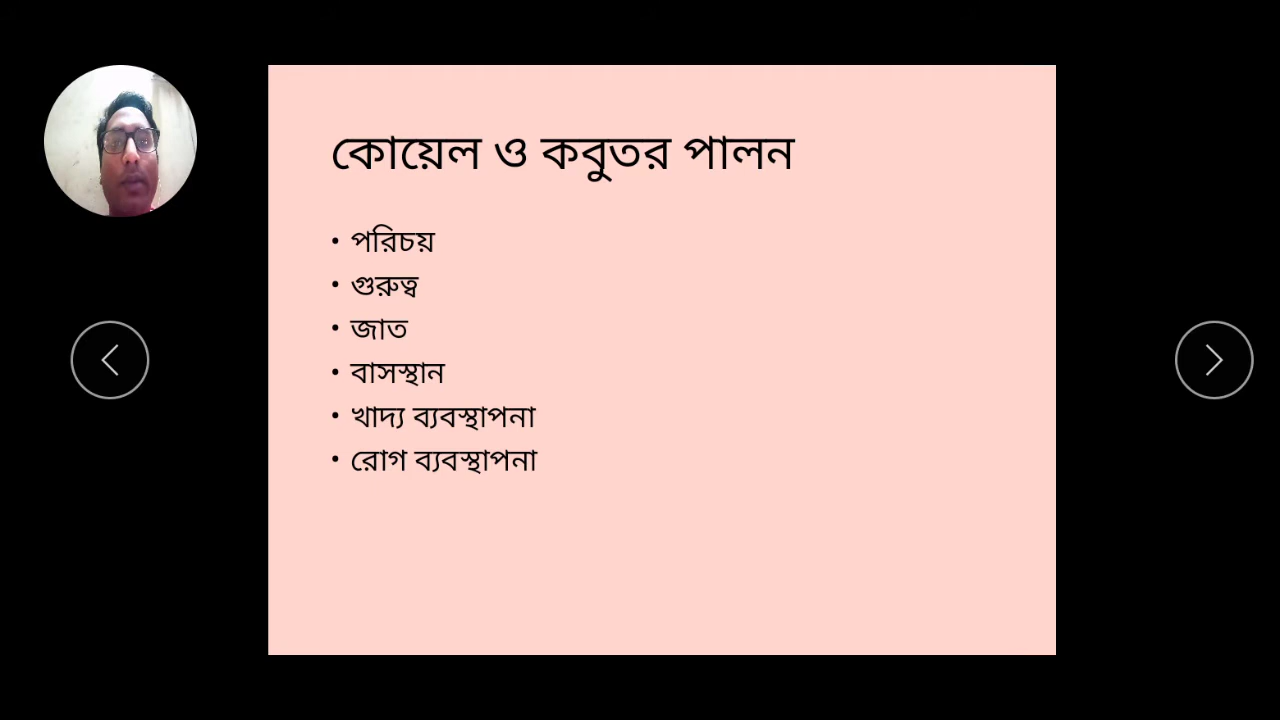 কোয়েল ও কবুতর পালন
• পরিচয়
• গুরুত্ব
• জাত
• বাসস্থান
• খাদ্য ব্যবস্থাপনা
• রোগ ব্যবস্থাপনা